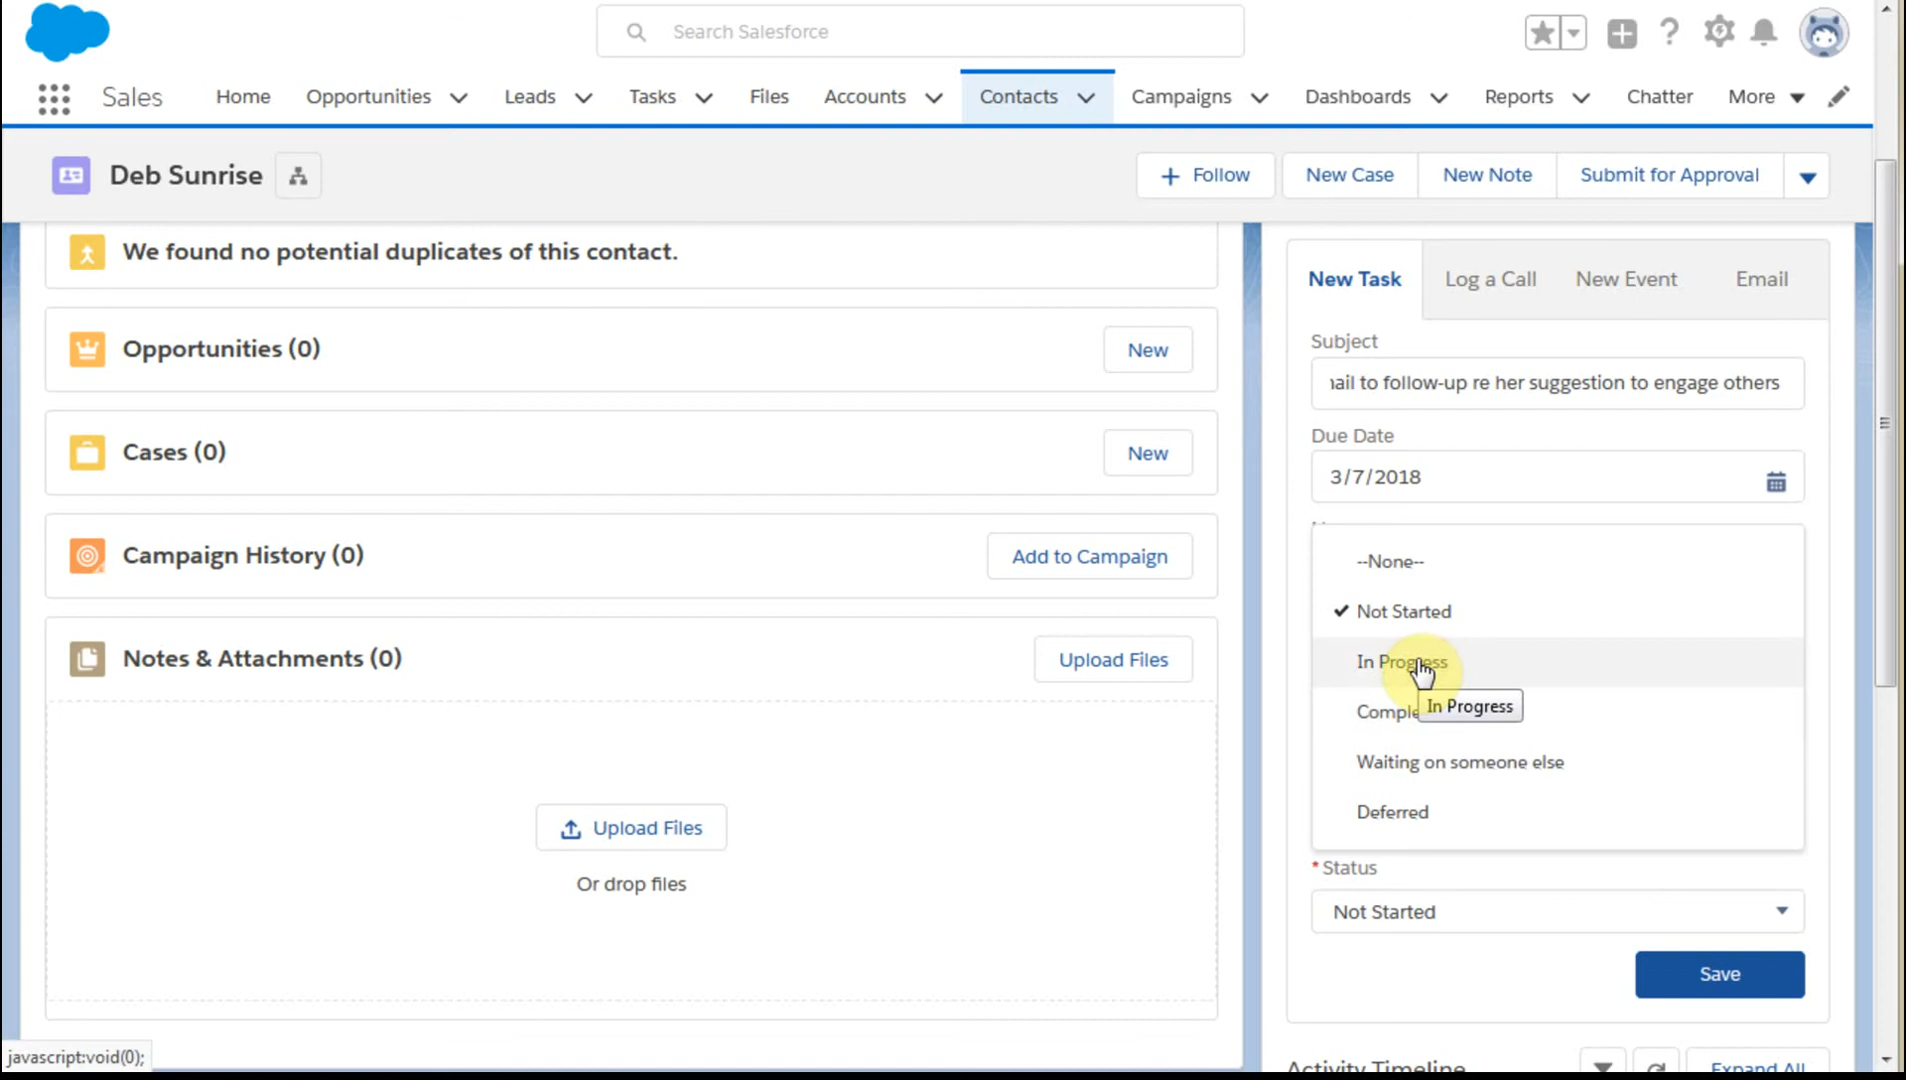 Search Salesforce
Sales
Home
Opportunities
Leads
Tasks
Files
Accounts
Contacts
Campaigns
Dashboards
Reports
Chatter
More
Deb Sunrise
Follow
New Case
New Note
Submit for Approval
We found no potential duplicates of this contact.
Opportunities (0)
New
Cases (0)
New
Campaign History (0)
Add to Campaign
Notes & Attachments (0)
Upload Files
Upload Files
Or drop files
New Task
Log a Call
New Event
Email
Subject
to follow-up re her suggestion to engage others
Due Date
3/7/2018
--None--
Not Started
In Progress
In Progress
Waiting on someone else
Deferred
* Status
Not Started
Save
Activity Timeline
Expand All
javascript:void(0);